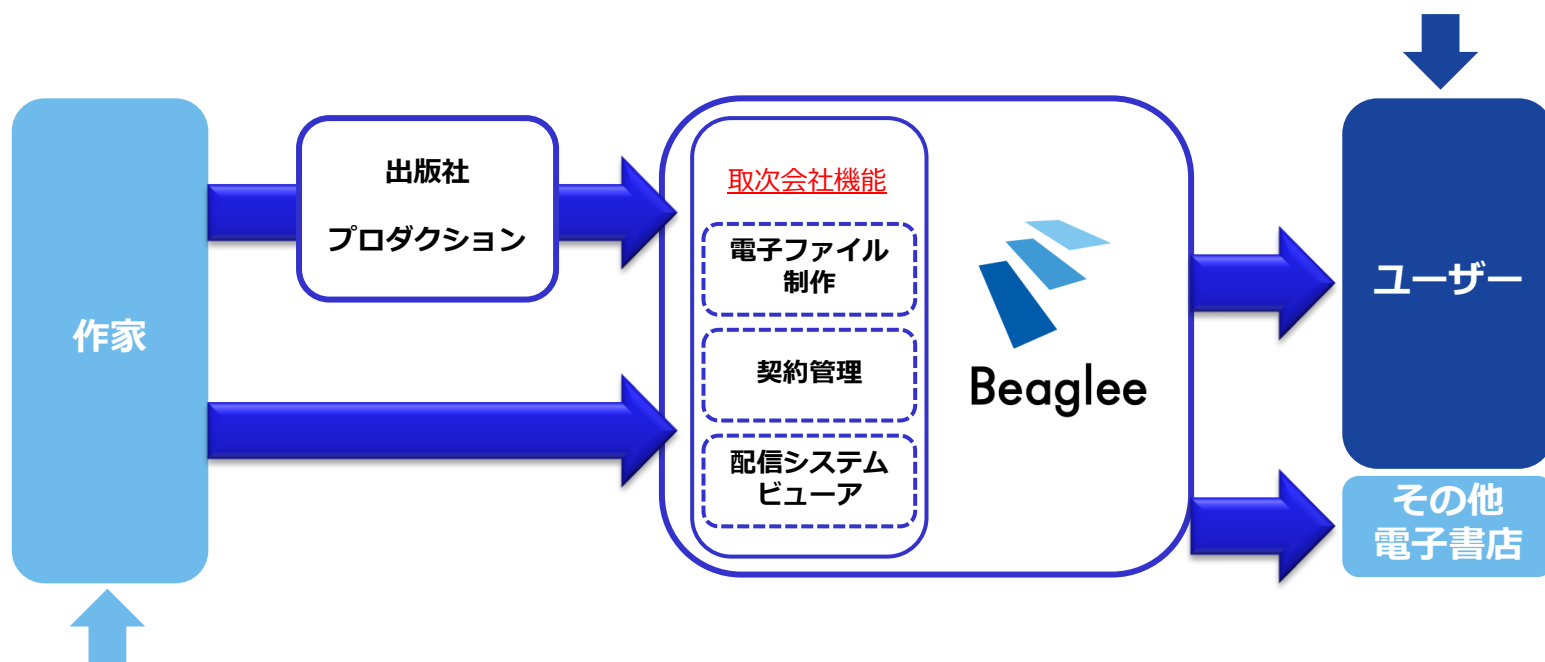 作家
出版社
プロダクション
取次会社機能
電子ファイル
制作
契約管理
配信システム
ビューア
Beaglee
ユーザー
その他
電子書店